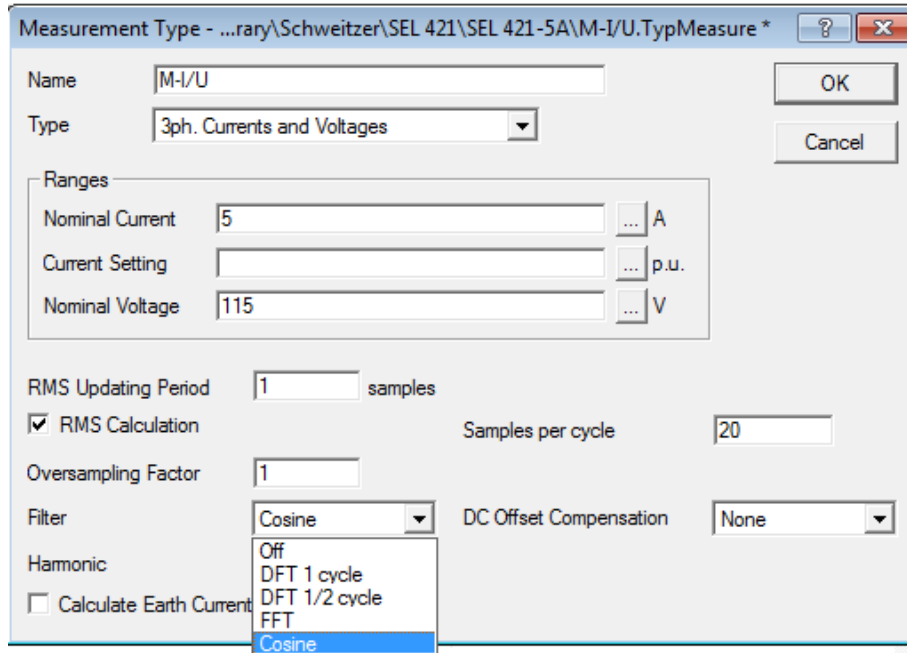 Measurement Type - ...rary\Schweitzer\SEL 421\SEL 421-5A\M-I/U.TypMeasure *
?
Name M-I/U OK
Type 3ph. Currents and Voltages Cancel
Ranges
Nominal Current 5 ... A
Current Setting ... p.u.
Nominal Voltage 115 ... V
RMS Updating Period 1 samples
RMS Calculation Samples per cycle 20
Oversampling Factor 1
Filter Cosine DC Offset Compensation None
Off
Harmonic DFT 1 cycle
Calculate Earth Current DFT 1/2 cycle
FFT
Cosine